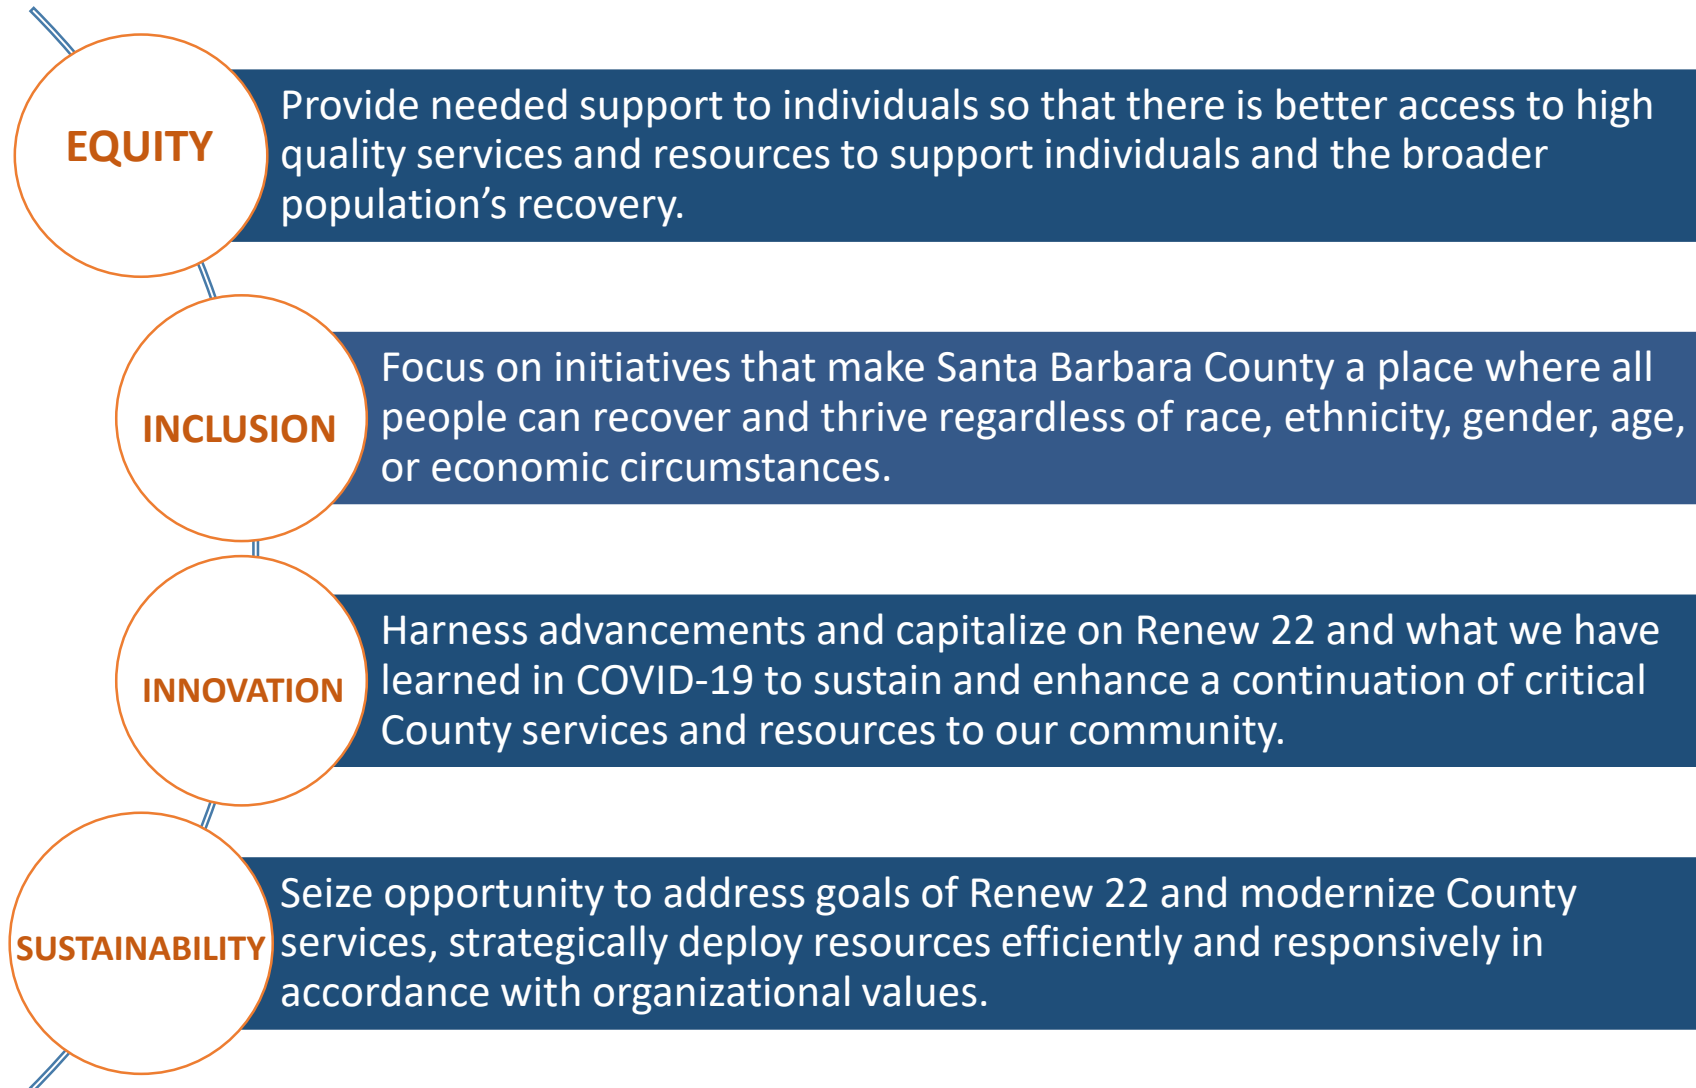 EQUITY
Provide needed support to individuals so that there is better access to high
quality services and resources to support individuals and the broader
population’s recovery.
INCLUSION
Focus on initiatives that make Santa Barbara County a place where all
people can recover and thrive regardless of race, ethnicity, gender, age,
or economic circumstances.
INNOVATION
Harness advancements and capitalize on Renew 22 and what we have
learned in COVID-19 to sustain and enhance a continuation of critical
County services and resources to our community.
SUSTAINABILITY
Seize opportunity to address goals of Renew 22 and modernize County
services, strategically deploy resources efficiently and responsively in
accordance with organizational values.